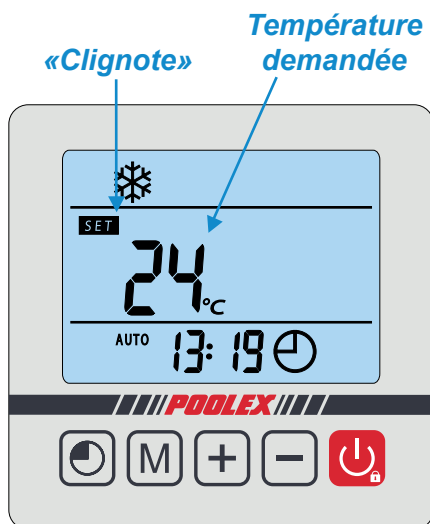 Température
«Clignote» demandée
SET
24°C
AUTO 13:19
POOLEX
M + −